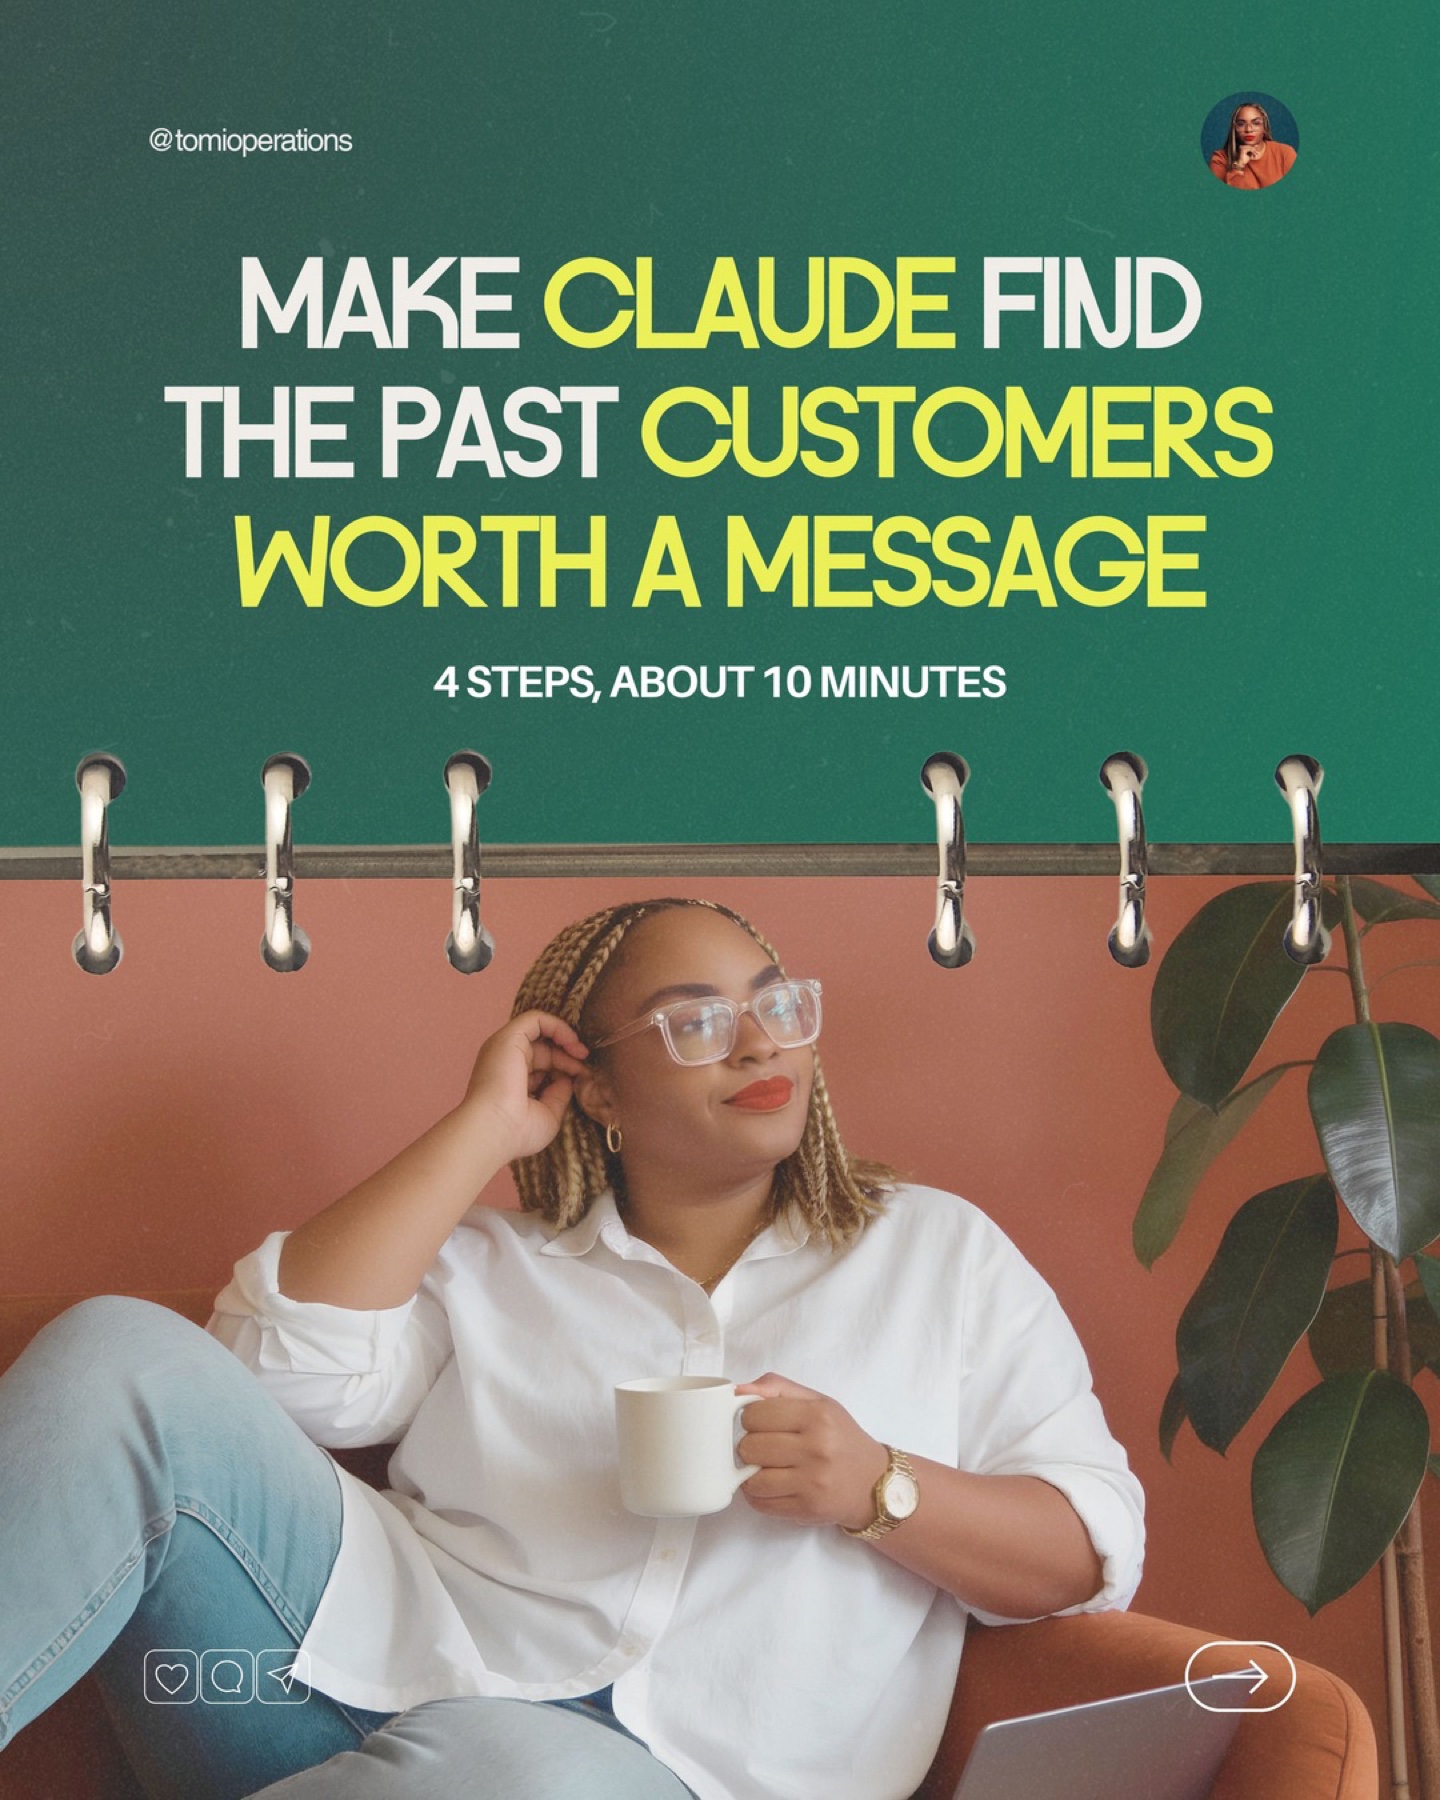 @tomioperations
MAKE CLAUDE FIND
THE PAST CUSTOMERS
WORTH A MESSAGE
4 STEPS, ABOUT 10 MINUTES